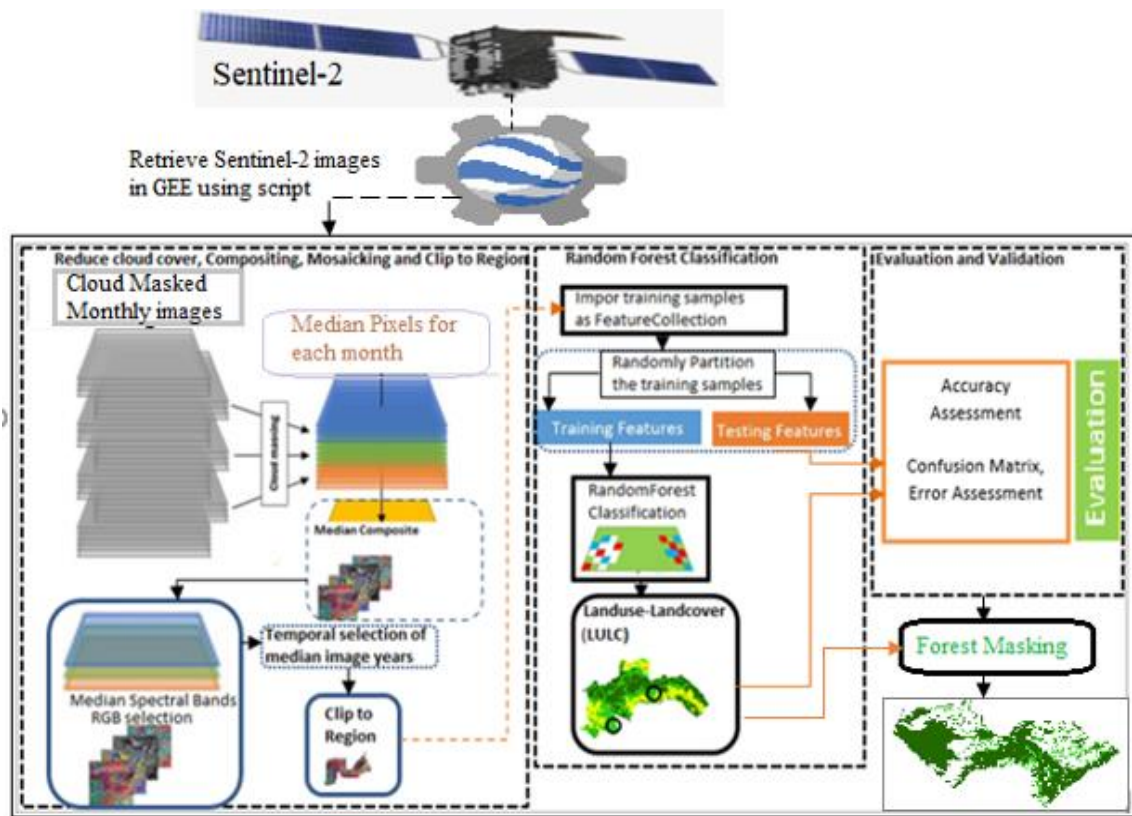 Sentinel-2
Retrieve Sentinel-2 images
in GEE using script
Reduce cloud cover, Compositing, Mosaicking and Clip to Region
Cloud Masked
Monthly images
Median Pixels for
each month
Cloud masking
Median Composite
Median Spectral Bands
RGB selection
Temporal selection of
median image years
Clip to
Region
Random Forest Classification
Impor training samples
as FeatureCollection
Randomly Partition
the training samples
Training Features
Testing Features
RandomForest
Classification
Landuse-Landcover
(LULC)
Evaluation and Validation
Accuracy
Assessment
Confusion Matrix,
Error Assessment
Evaluation
Forest Masking